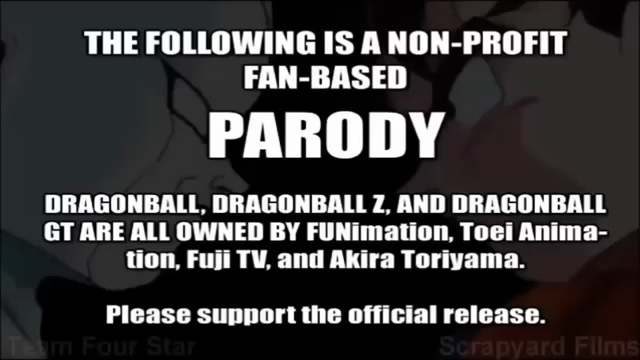 THE FOLLOWING IS A NON-PROFIT
FAN-BASED
PARODY
DRAGONBALL, DRAGONBALL Z, AND DRAGONBALL
GT ARE ALL OWNED BY FUNimation, Toei Anima-
tion, Fuji TV, and Akira Toriyama.
Please support the official release.
Team Four Star
Scrapyard Films